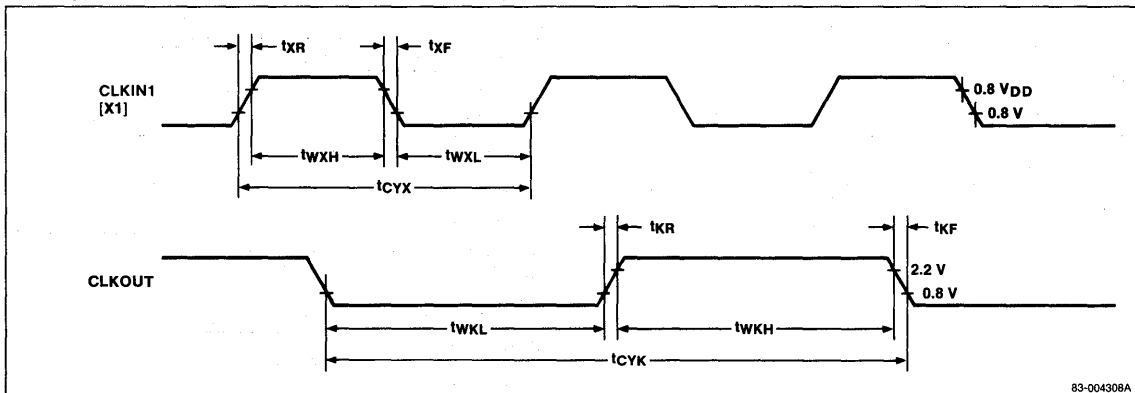 tXR
tXF
CLKIN1
[X1]
0.8 VDD
0.8 V
tWXH
tWXL
tCYX
tKR
tKF
CLKOUT
2.2 V
0.8 V
tWKL
tWKH
tCYK
83-004308A